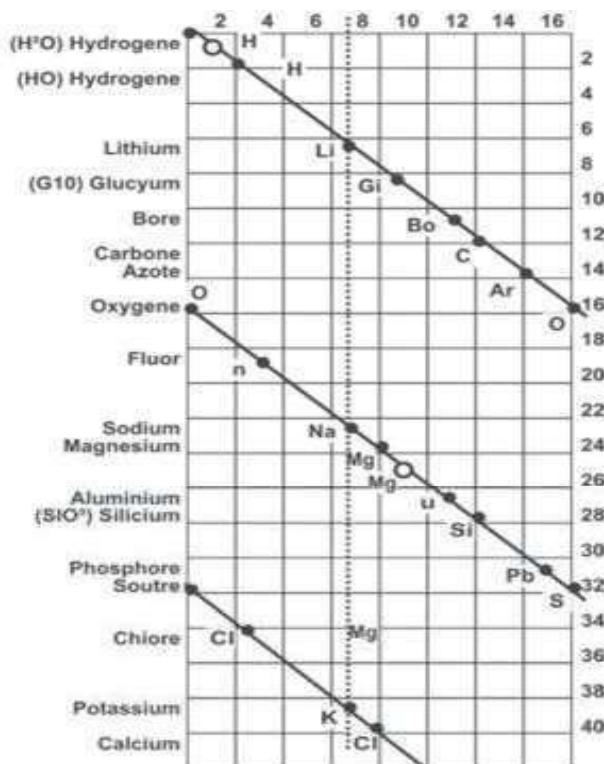 2 4 6 8 10 12 14 16
(H²O) Hydrogene H 2
(HO) Hydrogene H
4
6
Lithium Li
8
(G10) Glucyum Gi
10
Bore Bo
12
Carbone C
Azote Ar 14
O 16
Oxygene O
18
Fluor n
20
22
Sodium Na
Magnesium Mg 24
Mg
26
Aluminium u
(SIO³) Silicium Si 28
30
Phosphore Pb
Soutre S 32
34
Chiore Cl Mg
36
38
Potassium K
Calcium Cl 40